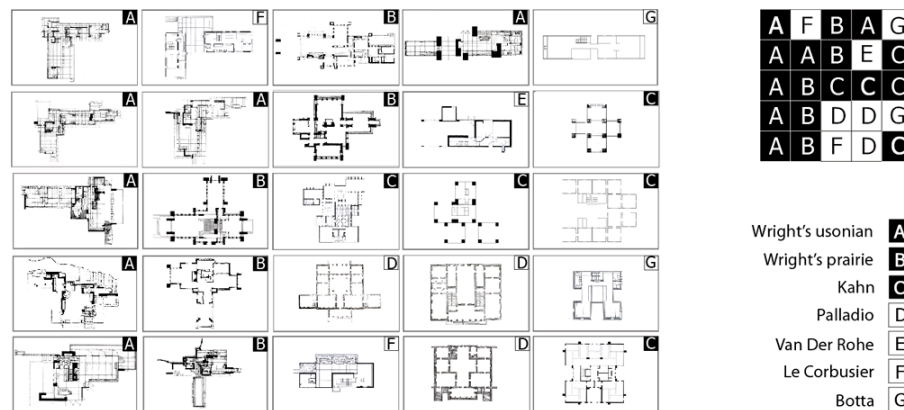 A F B A G
A A B E C
A B C C C
A B D D G
A B F D C
A F B A G
A A B E C
A B C C C
A B D D G
A B F D C
Wright's usonian A
Wright's prairie B
Kahn C
Palladio D
Van Der Rohe E
Le Corbusier F
Botta G